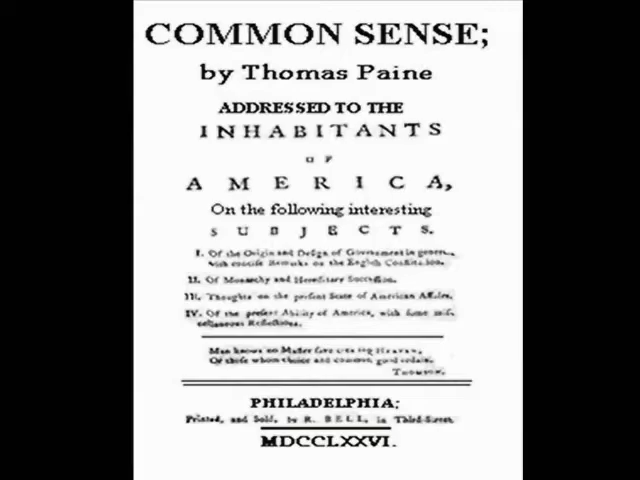 COMMON SENSE;
by Thomas Paine
ADDRESSED TO THE
INHABITANTS
OF
AMERICA,
On the following interesting
SUBJECTS.
I. Of the Origin and Design of Government in general,
with concise Remarks on the English Constitution.
II. Of Monarchy and Hereditary Succession.
III. Thoughts on the present State of American Affairs.
IV. Of the present Ability of America, with some mis-
cellaneous Reflections.
Man knows no Master save creating HEAVEN,
Or those whom choice and common good ordain.
THOMSON.
PHILADELPHIA;
Printed, and Sold, by R. BELL, in Third-Street.
MDCCLXXVI.